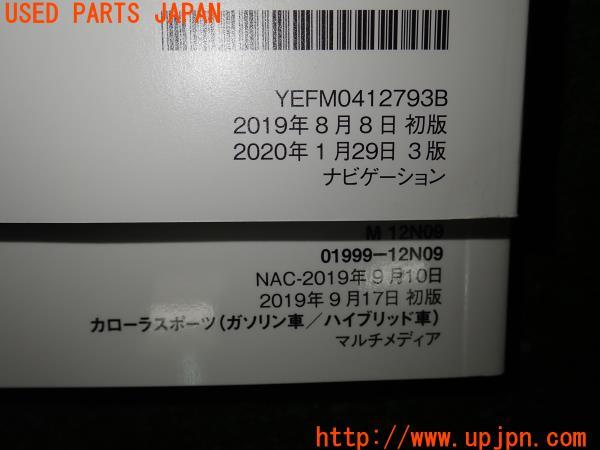 USED PARTS JAPAN
YEFM0412793B
2019年8月8日 初版
2020年1月29日 3版
ナビゲーション
M 12N09
01999-12N09
NAC-2019年9月10日
2019年9月17日 初版
カローラスポーツ(ガソリン車/ハイブリッド車)
マルチメディア
http://www.upjpn.com/